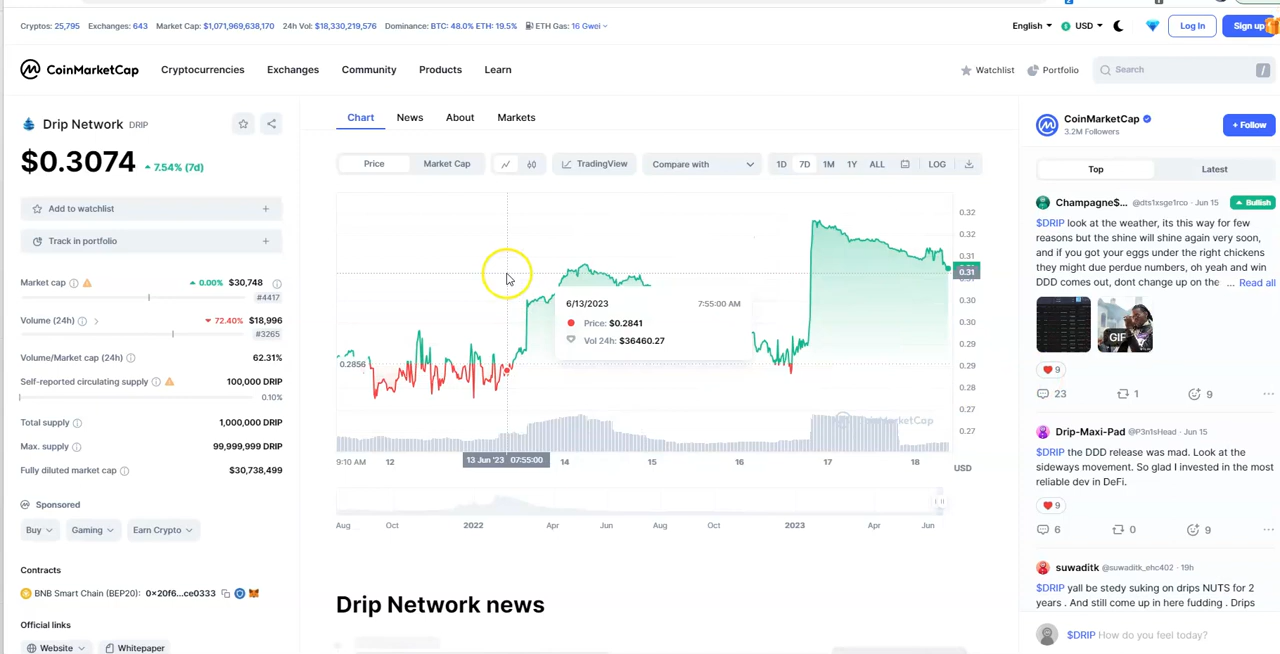 Cryptos: 25,795 Exchanges: 643 Market Cap: $1,071,969,638,170 24h Vol: $18,330,219,576 Dominance: BTC: 48.0% ETH: 19.5% ETH Gas: 16 Gwei
English USD Log In Sign up
CoinMarketCap Cryptocurrencies Exchanges Community Products Learn
Watchlist Portfolio Search /
Drip Network DRIP
$0.3074 7.54% (7d)
Add to watchlist +
Track in portfolio +
Market cap 0.00% $30,748
#4417
Volume (24h) 72.40% $18,996
#3265
Volume/Market cap (24h) 62.31%
Self-reported circulating supply 100,000 DRIP
0.10%
Total supply 1,000,000 DRIP
Max. supply 99,999,999 DRIP
Fully diluted market cap $30,738,499
Sponsored
Buy Gaming Earn Crypto
Contracts
BNB Smart Chain (BEP20): 0×20f6...ce0333
Official links
Website Whitepaper
Chart News About Markets
Price Market Cap TradingView Compare with 1D 7D 1M 1Y ALL LOG
0.32
0.32
0.31
0.31
0.30
0.30
0.29
0.29
0.28
0.27
0.27
0.2856
6/13/2023 7:55:00 AM
Price: $0.2841
Vol 24h: $36460.27
CoinMarketCap
9:10 AM 12 13 Jun '23 07:55:00 14 15 16 17 18
USD
Aug Oct 2022 Apr Jun Aug Oct 2023 Apr Jun
Drip Network news
CoinMarketCap
3.2M Followers
+ Follow
Top Latest
Champagne$... @dts1xsge1rco · Jun 15 Bullish
$DRIP look at the weather, its this way for few
reasons but the shine will shine again very soon,
and if you got your eggs under the right chickens
they might due perdue numbers, oh yeah and win
DDD comes out, dont change up on the ... Read all
GIF
9
23 1 9
Drip-Maxi-Pad @P3n1sHead · Jun 15
$DRIP the DDD release was mad. Look at the
sideways movement. So glad I invested in the most
reliable dev in DeFi.
9
6 0 9
suwaditk @suwaditk_ehc402 · 19h
$DRIP yall be stedy suking on drips NUTS for 2
years . And still come up in here fudding . Drips
$DRIP How do you feel today?